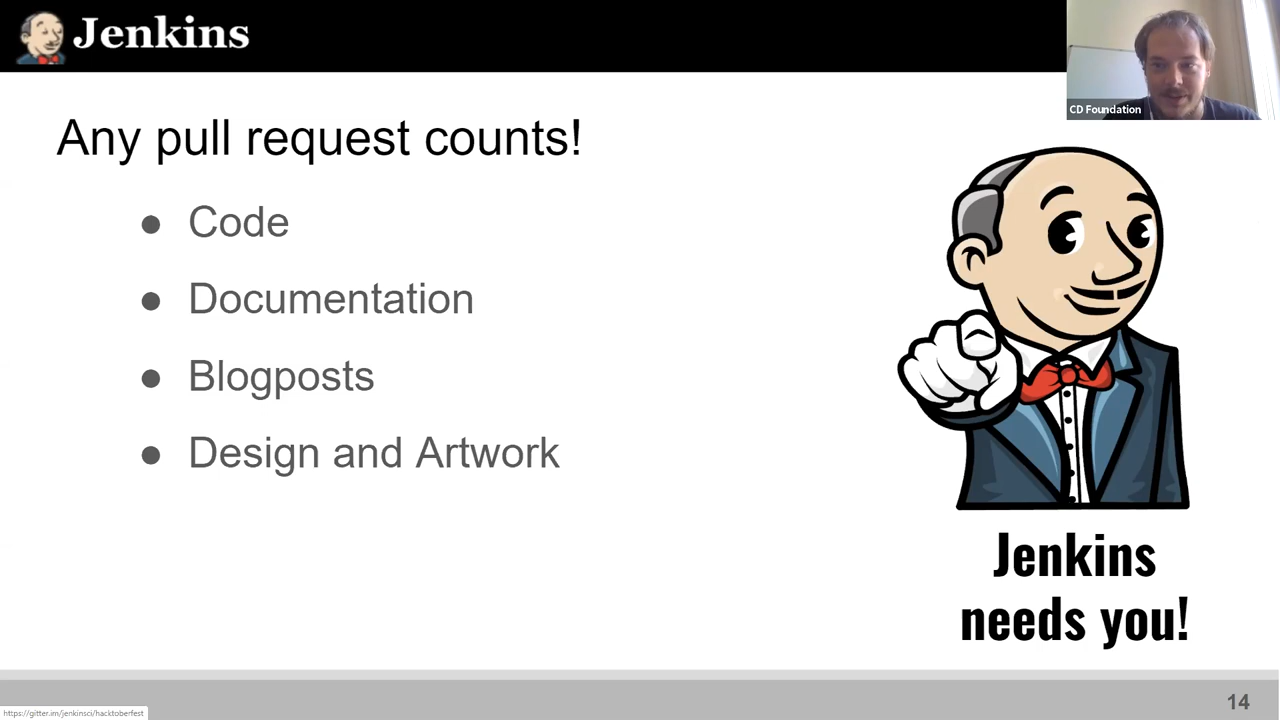 Jenkins
CD Foundation
Any pull request counts!
● Code
● Documentation
● Blogposts
● Design and Artwork
Jenkins
needs you!
14
https://gitter.im/jenkinsci/hacktoberfest